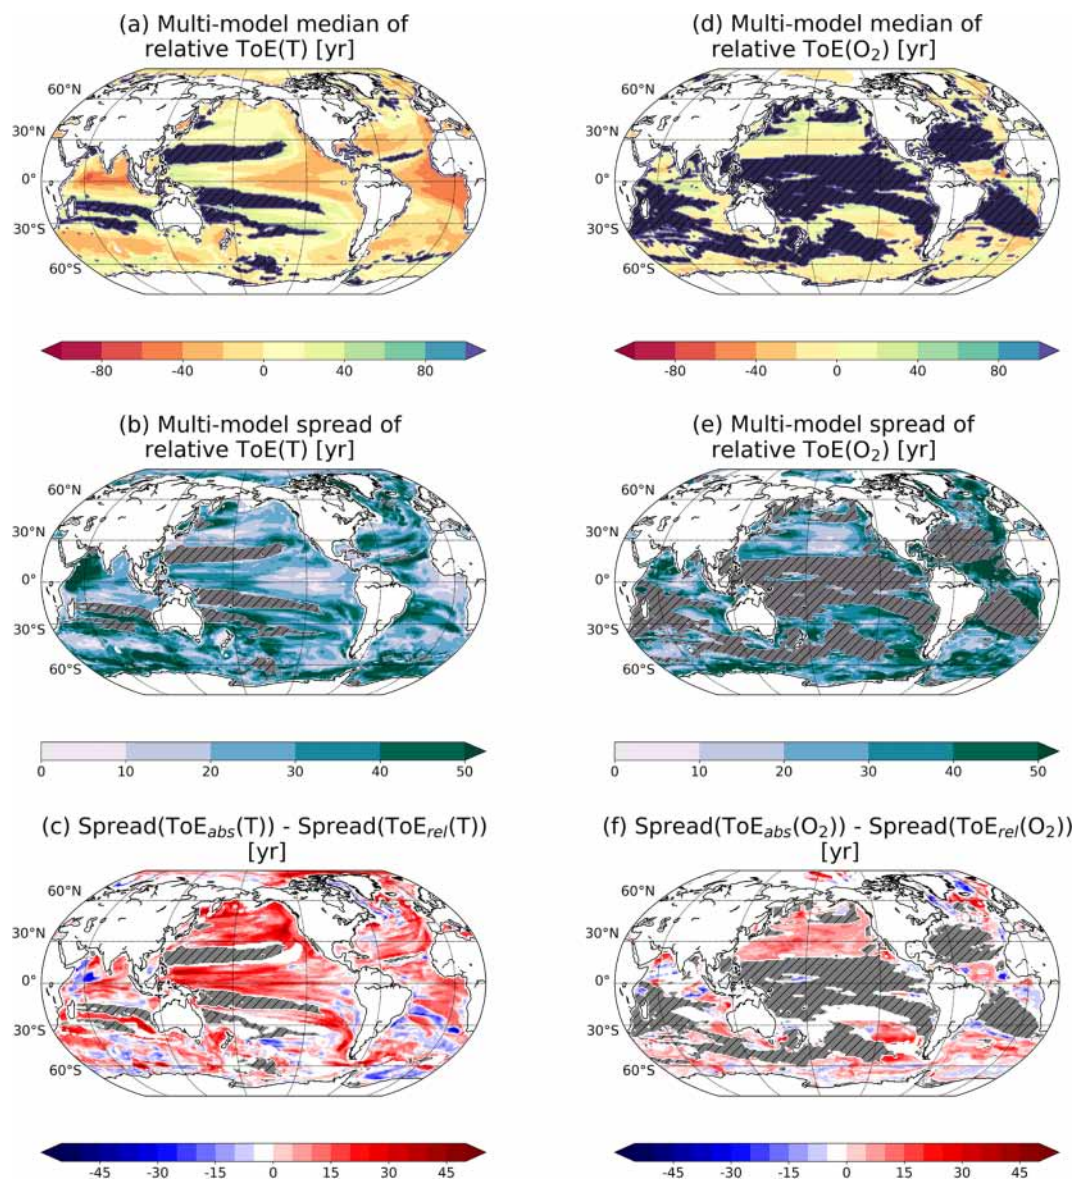 (a) Multi-model median of
relative ToE(T) [yr]
60°N
30°N
0°
30°S
60°S
-80 -40 0 40 80
(d) Multi-model median of
relative ToE(O₂) [yr]
60°N
30°N
0°
30°S
60°S
-80 -40 0 40 80
(b) Multi-model spread of
relative ToE(T) [yr]
60°N
30°N
0°
30°S
60°S
0 10 20 30 40 50
(e) Multi-model spread of
relative ToE(O₂) [yr]
60°N
30°N
0°
30°S
60°S
0 10 20 30 40 50
(c) Spread(ToEabs(T)) - Spread(ToErel(T))
[yr]
60°N
30°N
0°
30°S
60°S
-45 -30 -15 0 15 30 45
(f) Spread(ToEabs(O₂)) - Spread(ToErel(O₂))
[yr]
60°N
30°N
0°
30°S
60°S
-45 -30 -15 0 15 30 45